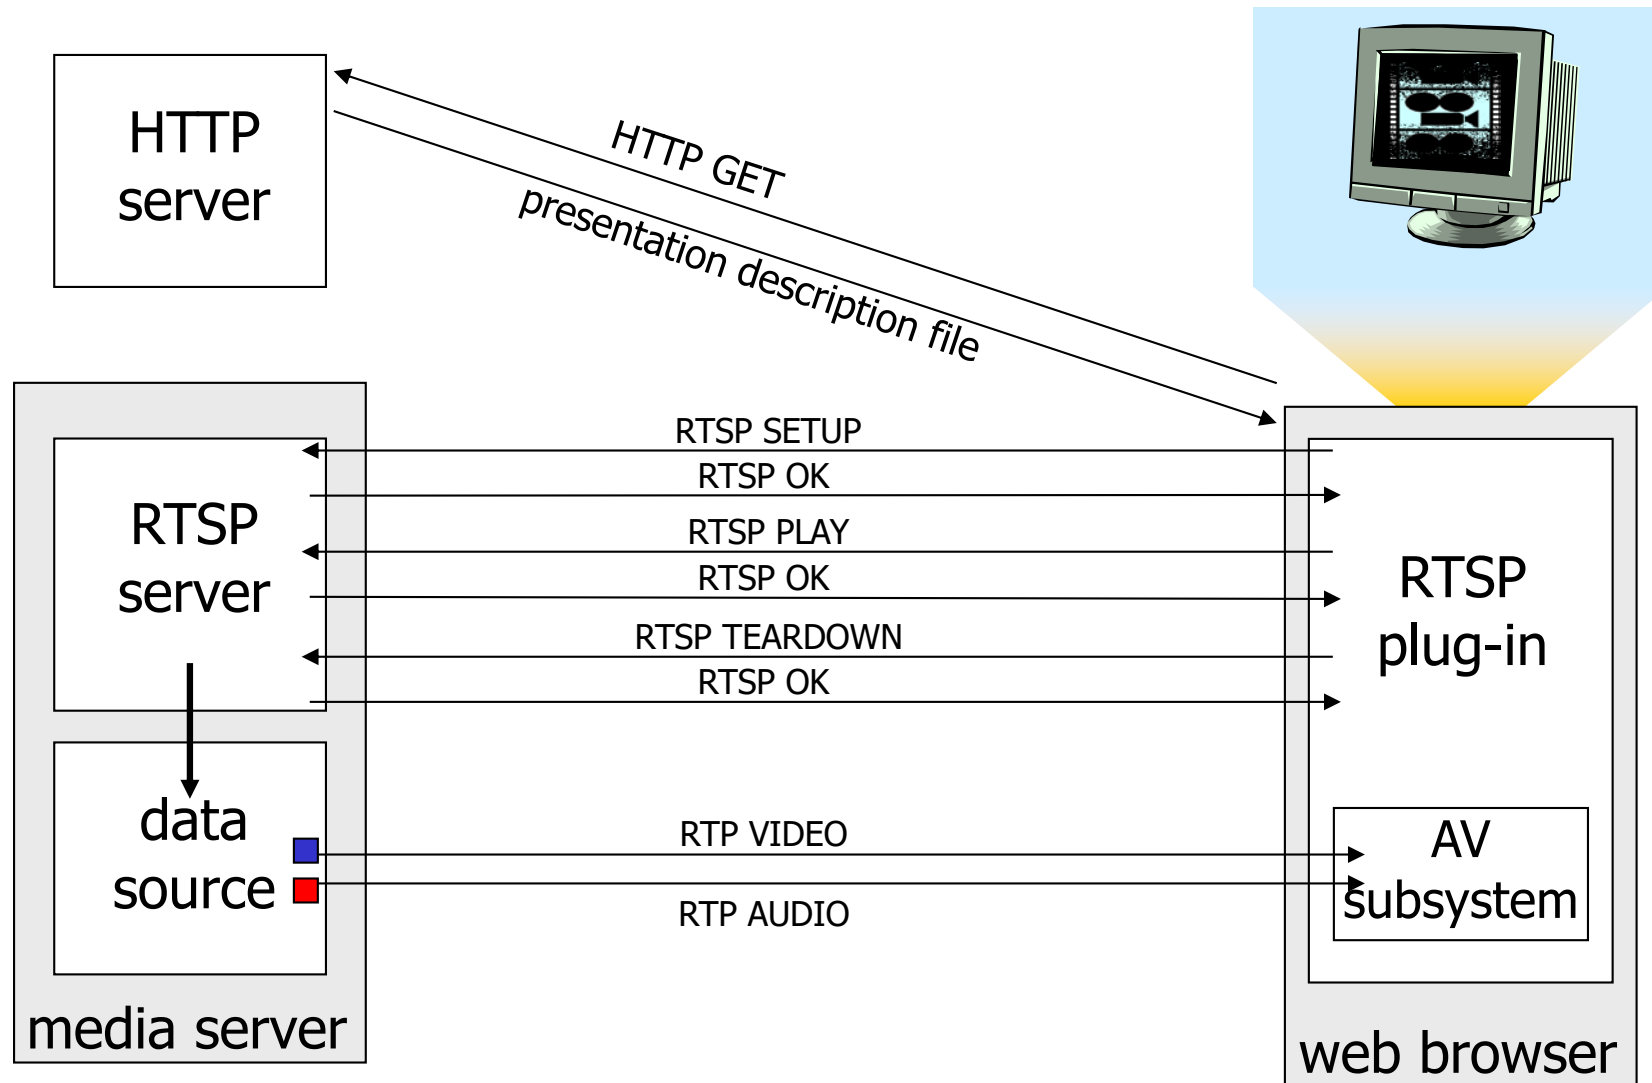 HTTP
server
HTTP GET
presentation description file
RTSP SETUP
RTSP OK
RTSP PLAY
RTSP OK
RTSP TEARDOWN
RTSP OK
RTSP
server
RTSP
plug-in
data
source
RTP VIDEO
RTP AUDIO
AV
subsystem
media server
web browser